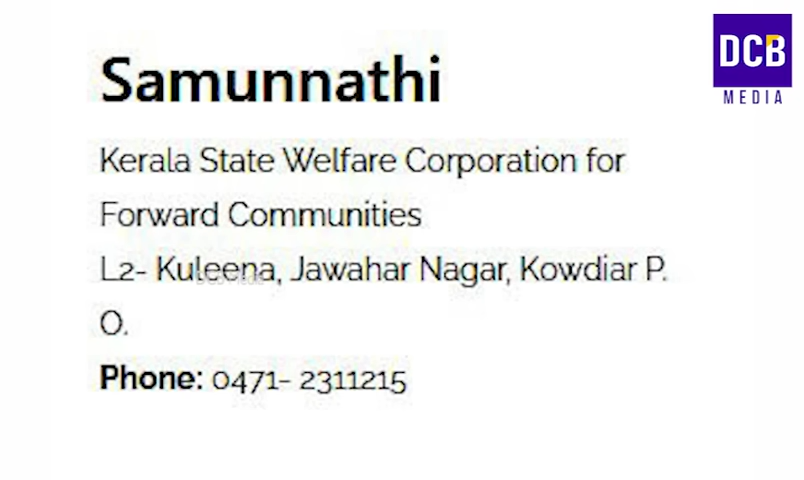 DCB
MEDIA
Samunnathi
Kerala State Welfare Corporation for
Forward Communities
L2- Kuleena, Jawahar Nagar, Kowdiar P.
O.
Phone: 0471- 2311215